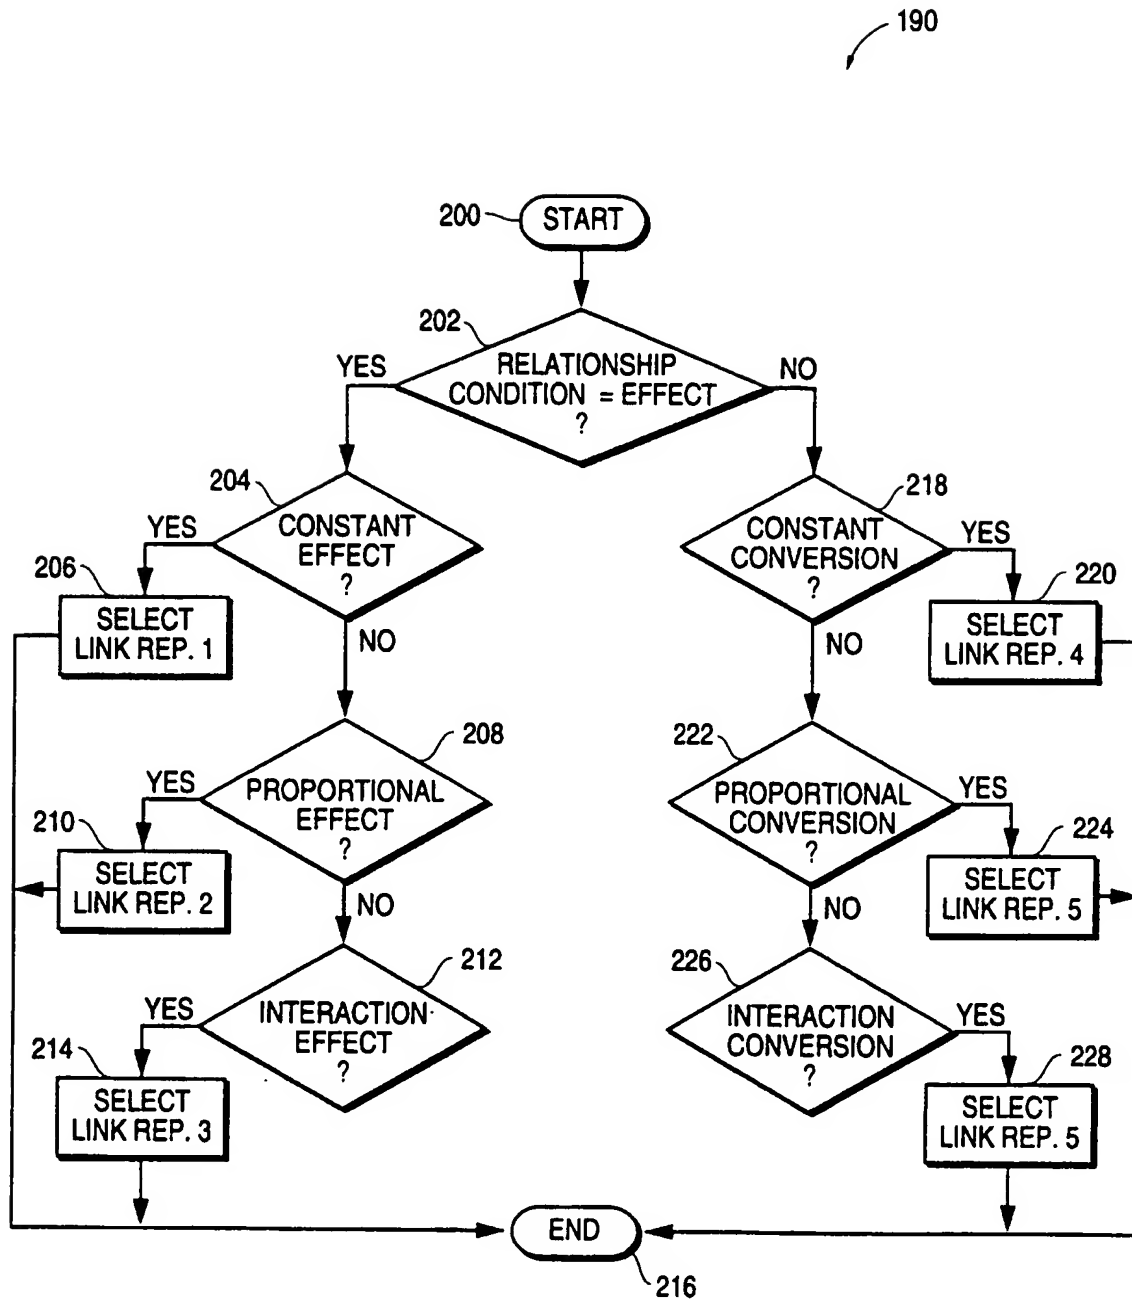 190
200
START
202
RELATIONSHIP
CONDITION = EFFECT
?
YES
NO
204
CONSTANT
EFFECT
?
YES
NO
206
SELECT
LINK REP. 1
218
CONSTANT
CONVERSION
?
YES
NO
220
SELECT
LINK REP. 4
208
PROPORTIONAL
EFFECT
?
YES
NO
210
SELECT
LINK REP. 2
222
PROPORTIONAL
CONVERSION
?
YES
NO
224
SELECT
LINK REP. 5
212
INTERACTION
EFFECT
?
YES
214
SELECT
LINK REP. 3
226
INTERACTION
CONVERSION
?
YES
228
SELECT
LINK REP. 5
END
216